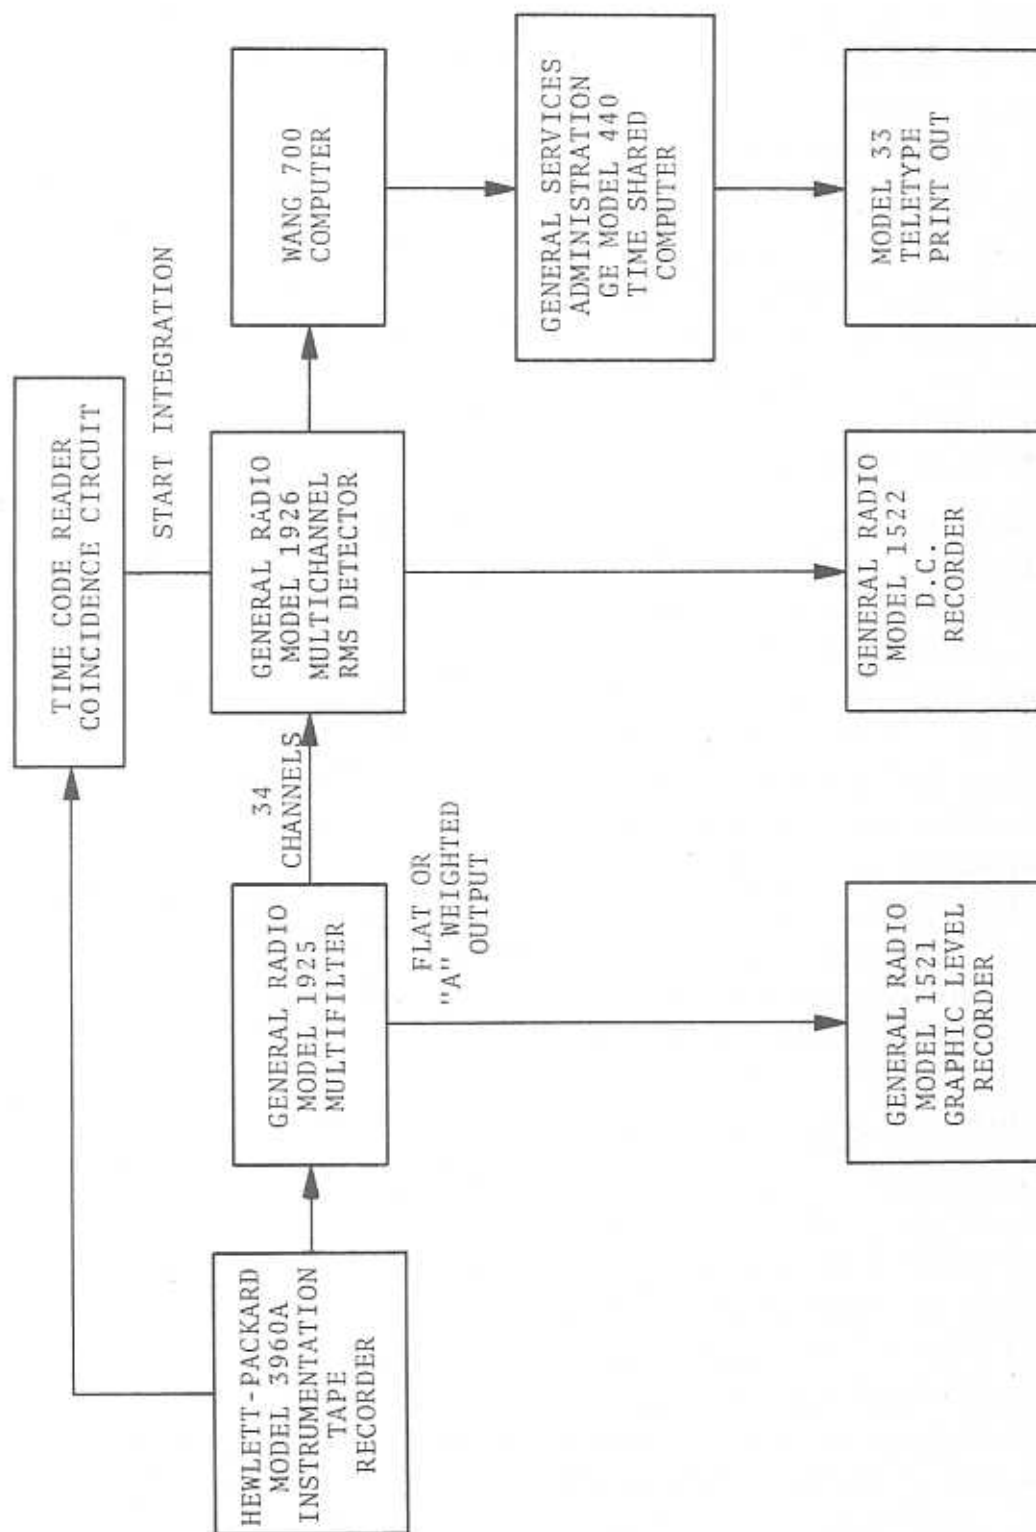 TIME CODE READER
COINCIDENCE CIRCUIT
START INTEGRATION
HEWLETT-PACKARD
MODEL 3960A
INSTRUMENTATION
TAPE
RECORDER
GENERAL RADIO
MODEL 1925
MULTIFILTER
34
CHANNELS
GENERAL RADIO
MODEL 1926
MULTICHANNEL
RMS DETECTOR
WANG 700
COMPUTER
FLAT OR
"A" WEIGHTED
OUTPUT
GENERAL SERVICES
ADMINISTRATION
GE MODEL 440
TIME SHARED
COMPUTER
GENERAL RADIO
MODEL 1521
GRAPHIC LEVEL
RECORDER
GENERAL RADIO
MODEL 1522
D.C.
RECORDER
MODEL 33
TELETYPE
PRINT OUT